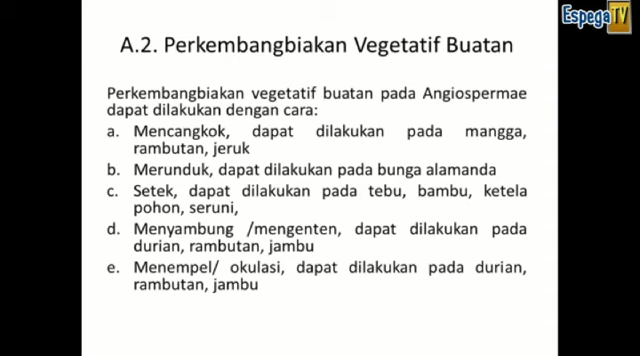 EspegaTV
A.2. Perkembangbiakan Vegetatif Buatan
Perkembangbiakan vegetatif buatan pada Angiospermae
dapat dilakukan dengan cara:
a. Mencangkok, dapat dilakukan pada mangga,
rambutan, jeruk
b. Merunduk, dapat dilakukan pada bunga alamanda
c. Setek, dapat dilakukan pada tebu, bambu, ketela
pohon, seruni,
d. Menyambung /mengenten, dapat dilakukan pada
durian, rambutan, jambu
e. Menempel/ okulasi, dapat dilakukan pada durian,
rambutan, jambu